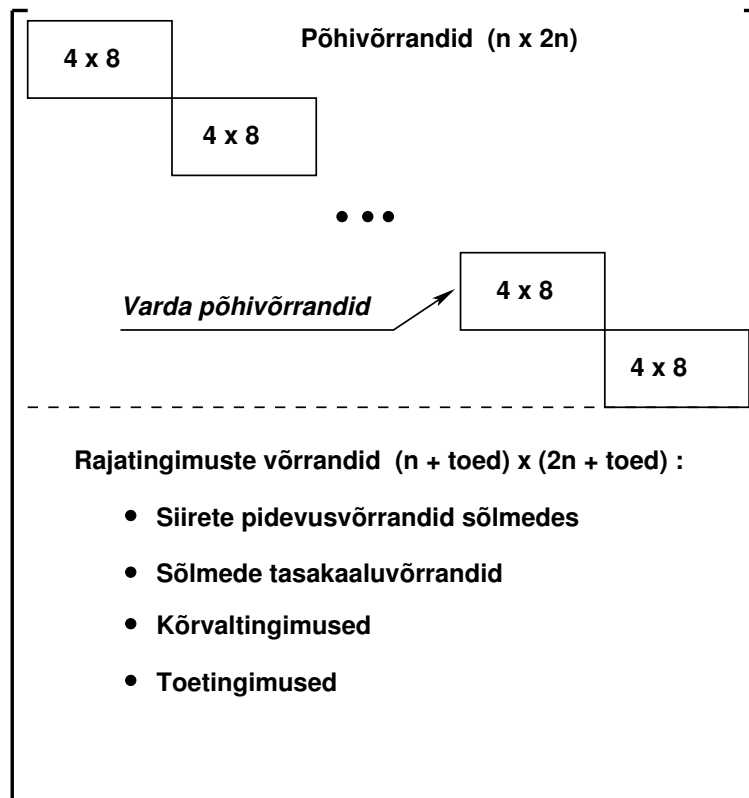 Põhivõrrandid (n x 2n)
4 x 8
4 x 8
4 x 8
Varda põhivõrrandid
4 x 8
Rajatingimuste võrrandid (n + toed) x (2n + toed) :
• Siirete pidevusvõrrandid sõlmedes
• Sõlmede tasakaaluvõrrandid
• Kõrvaltingimused
• Toetingimused